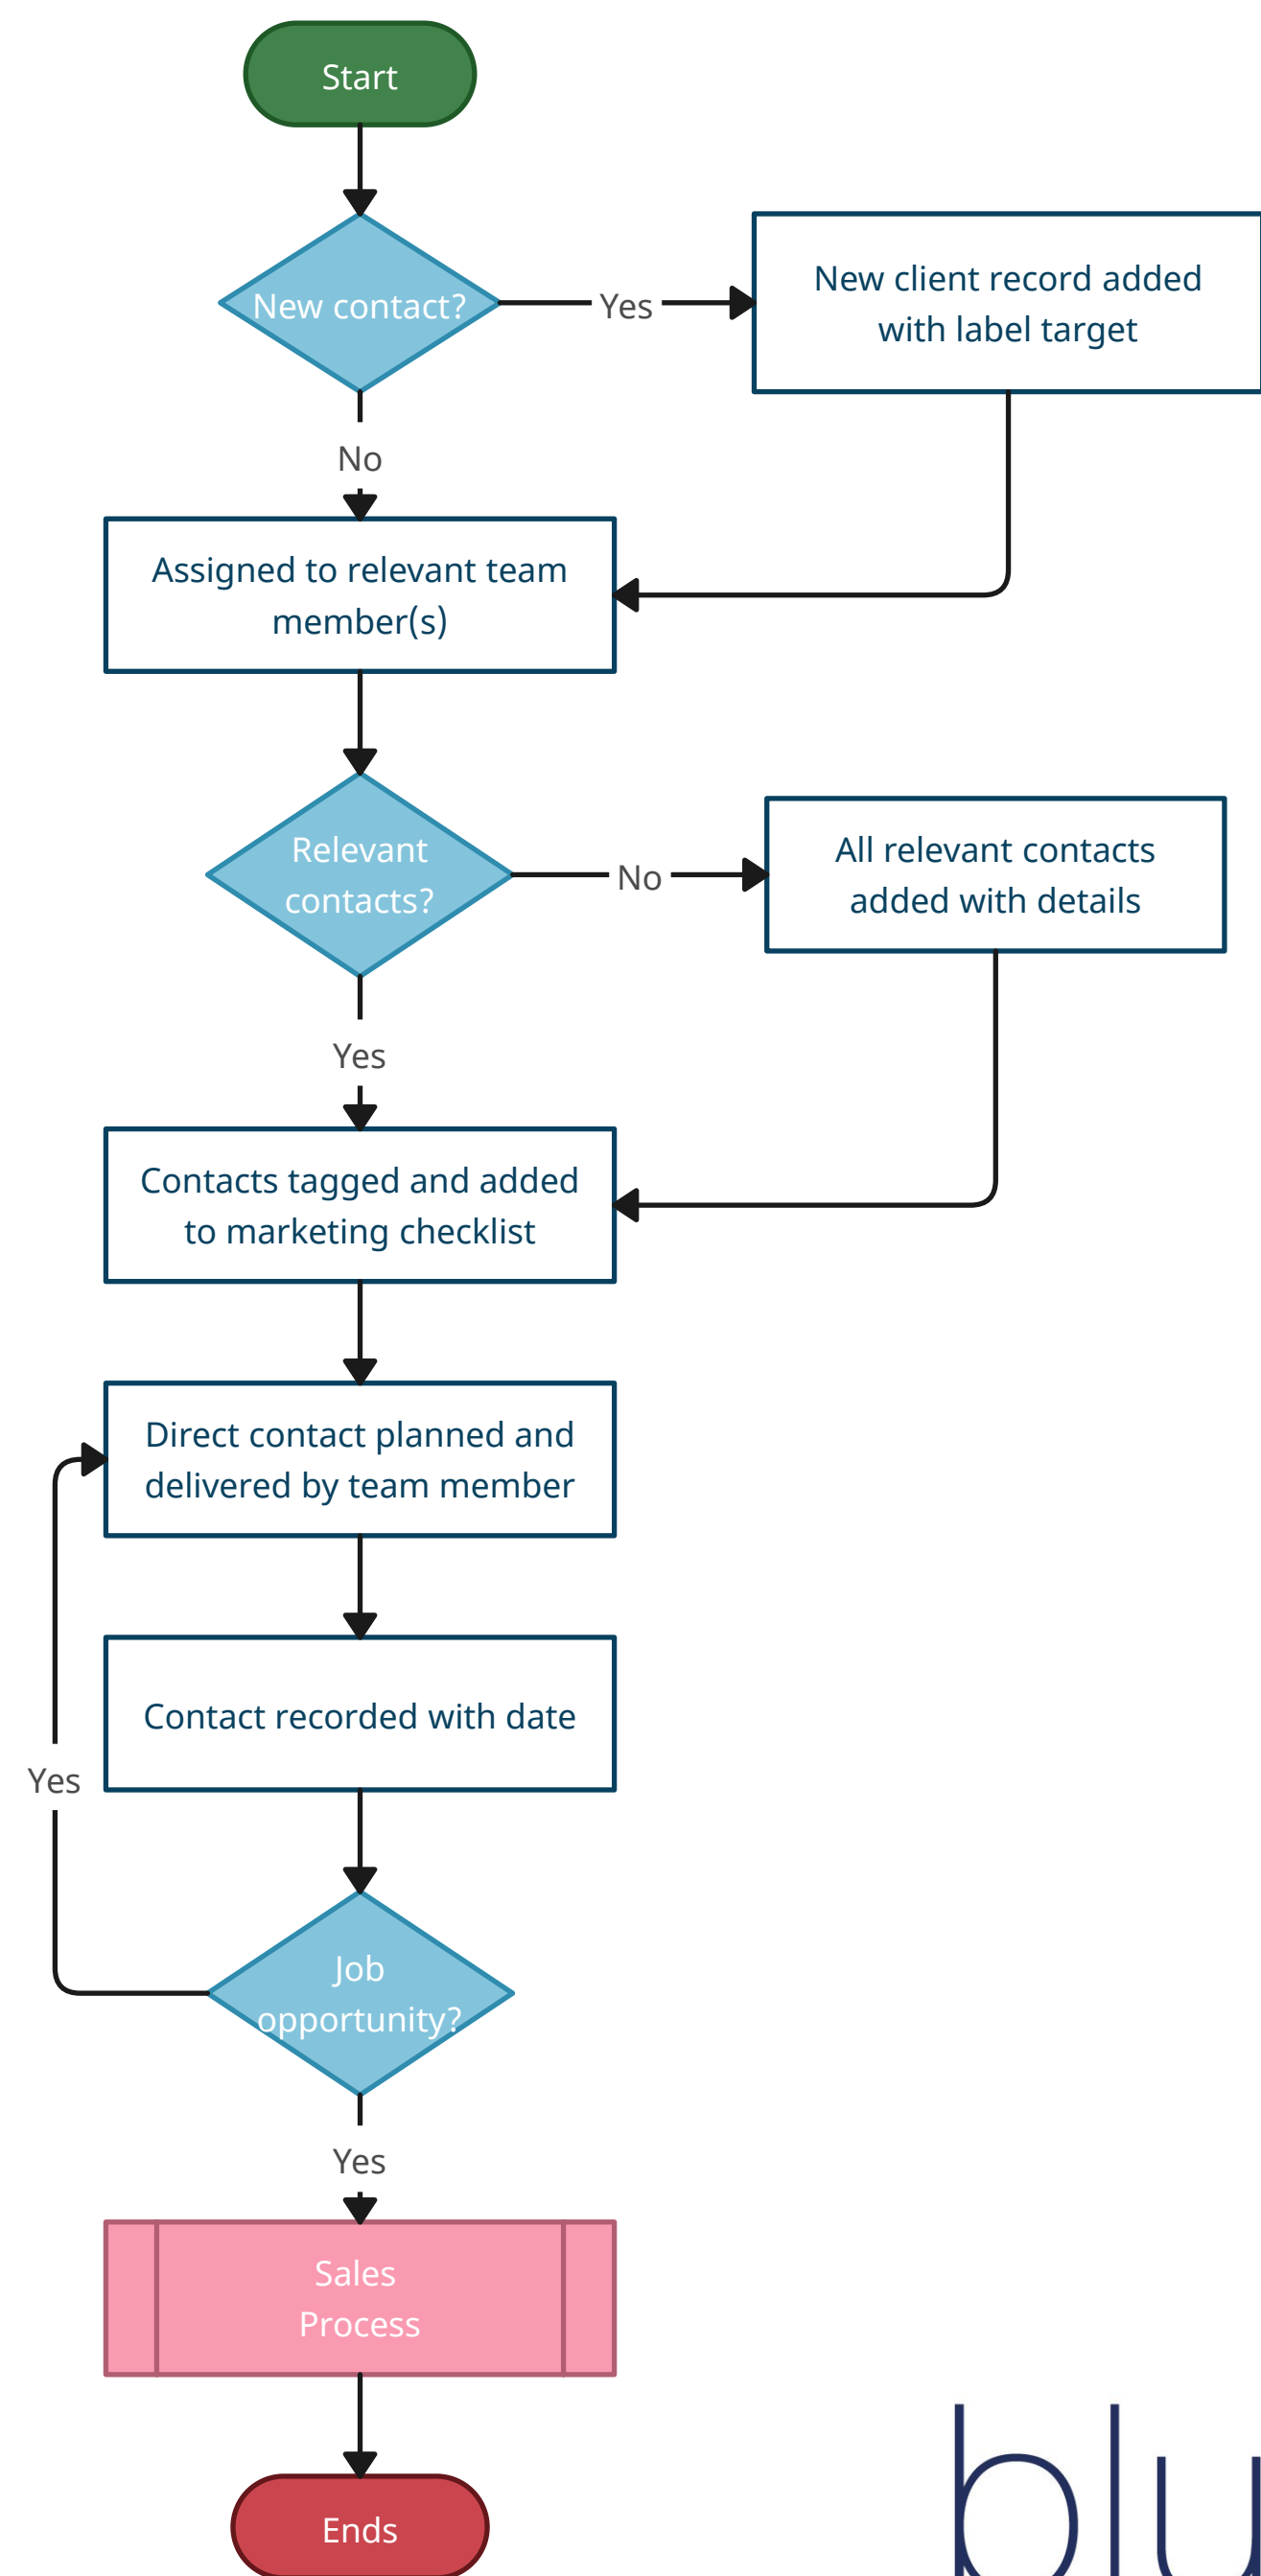 Start
New contact?
Yes
New client record added
with label target
No
Assigned to relevant team
member(s)
Relevant
contacts?
No
All relevant contacts
added with details
Yes
Contacts tagged and added
to marketing checklist
Direct contact planned and
delivered by team member
Contact recorded with date
Yes
Job
opportunity?
Yes
Sales
Process
Ends
blu